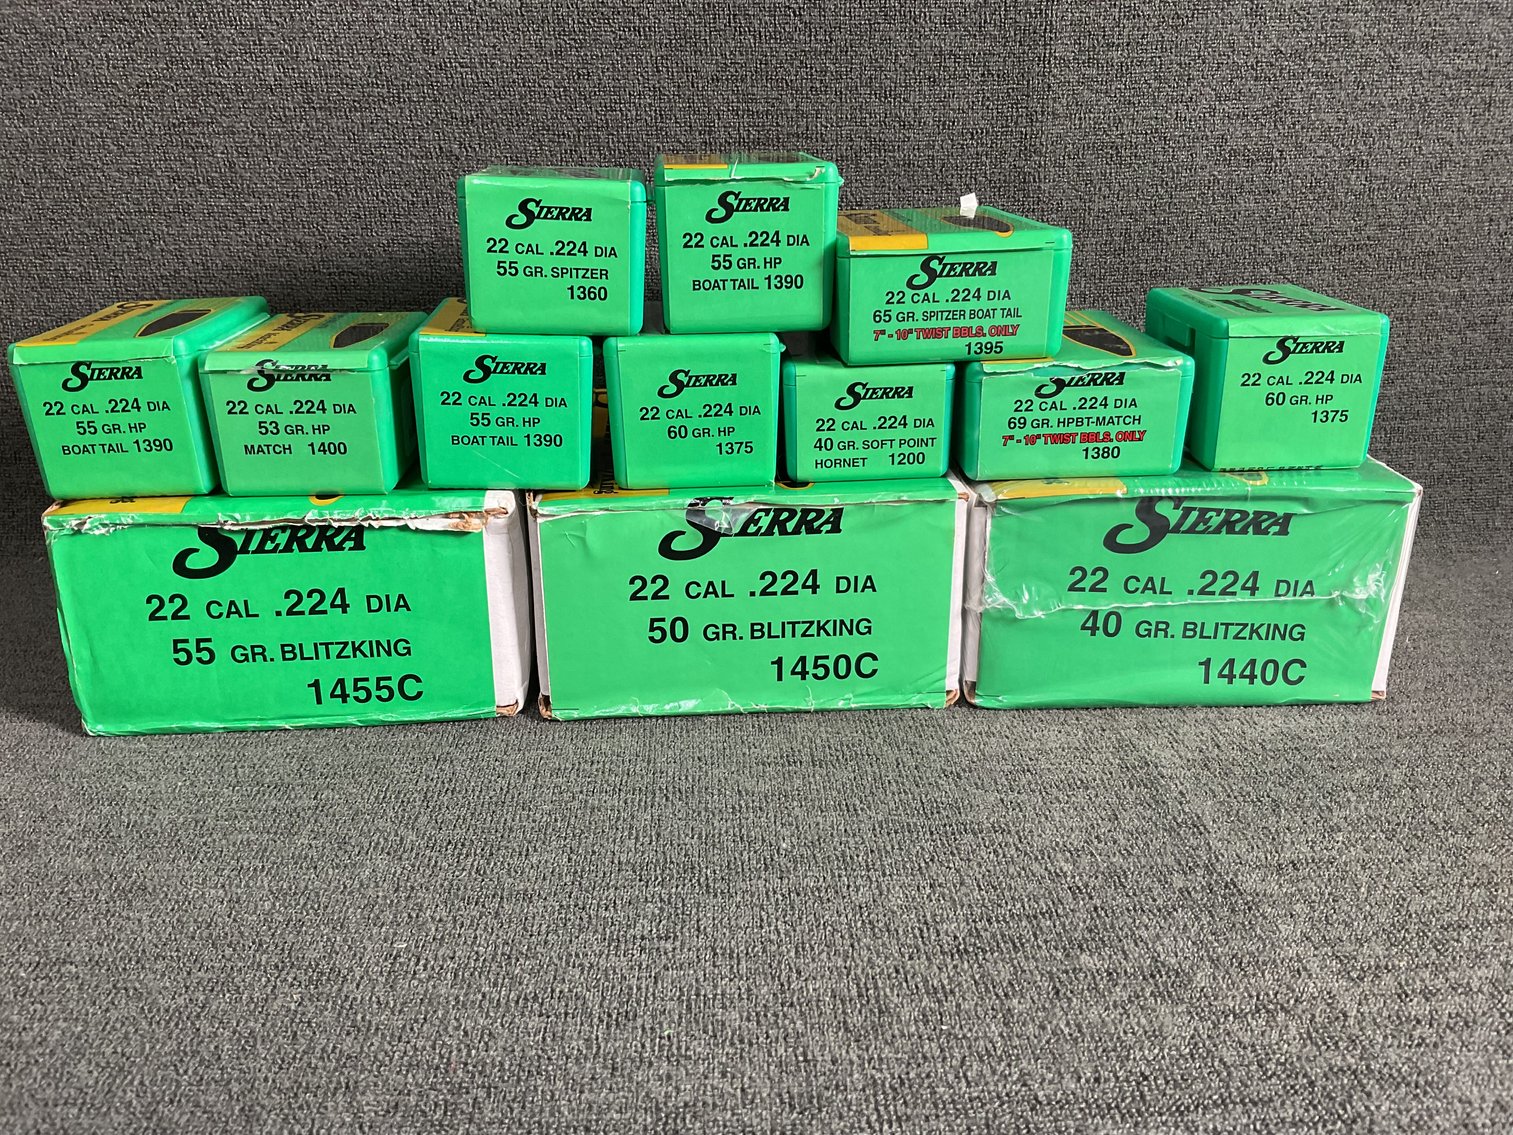 SIERRA
22 CAL .224 DIA
55 GR. SPITZER
1360
SIERRA
22 CAL .224 DIA
55 GR. HP
BOAT TAIL 1390
SIERRA
22 CAL .224 DIA
65 GR. SPITZER BOAT TAIL
7" - 10" TWIST BBLS. ONLY
1395
SIERRA
22 CAL .224 DIA
55 GR. HP
BOAT TAIL 1390
SIERRA
22 CAL .224 DIA
53 GR. HP
MATCH 1400
SIERRA
22 CAL .224 DIA
55 GR. HP
BOAT TAIL 1390
SIERRA
22 CAL .224 DIA
60 GR. HP
1375
SIERRA
22 CAL .224 DIA
40 GR. SOFT POINT
HORNET 1200
SIERRA
22 CAL .224 DIA
69 GR. HPBT-MATCH
7" - 10" TWIST BBLS. ONLY
1380
SIERRA
SIERRA
22 CAL .224 DIA
60 GR. HP
1375
SIERRA
22 CAL .224 DIA
55 GR. BLITZKING
1455C
SIERRA
22 CAL .224 DIA
50 GR. BLITZKING
1450C
SIERRA
22 CAL .224 DIA
40 GR. BLITZKING
1440C